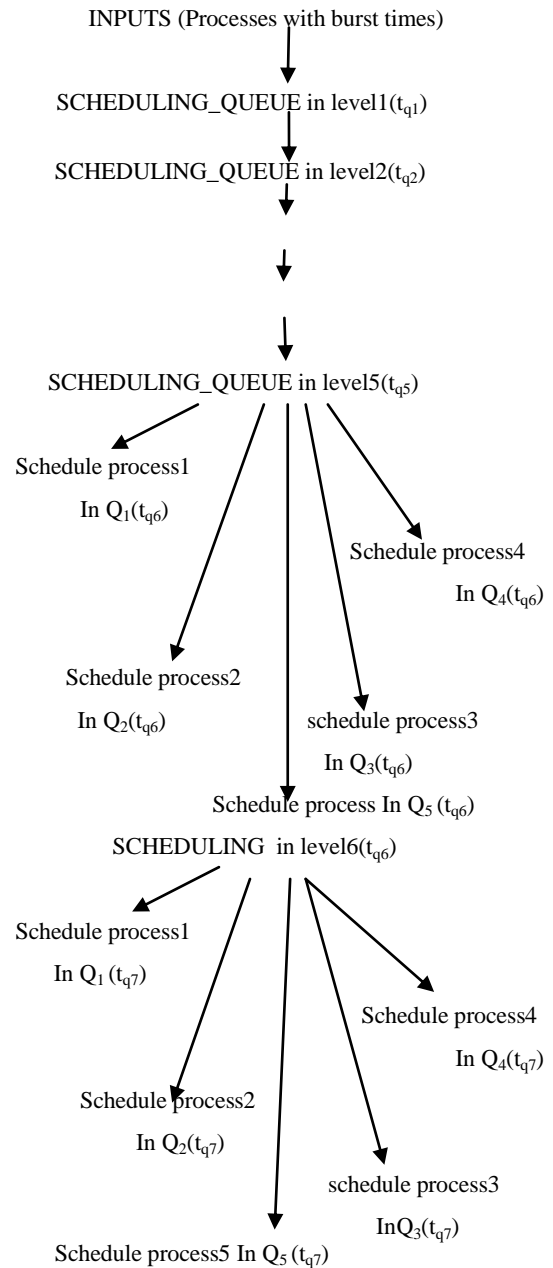 INPUTS (Processes with burst times)
SCHEDULING_QUEUE in level1(tq1)
SCHEDULING_QUEUE in level2(tq2)
SCHEDULING_QUEUE in level5(tq5)
Schedule process1
In Q1(tq6)
Schedule process4
In Q4(tq6)
Schedule process2
In Q2(tq6)
schedule process3
In Q3(tq6)
Schedule process In Q5 (tq6)
SCHEDULING in level6(tq6)
Schedule process1
In Q1 (tq7)
Schedule process4
In Q4(tq7)
Schedule process2
In Q2(tq7)
schedule process3
InQ3(tq7)
Schedule process5 In Q5 (tq7)